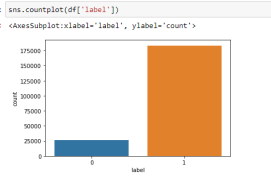 sns.countplot(df['label'])
<AxesSubplot:xlabel='label', ylabel='count'>
175000
150000
125000
100000
75000
50000
25000
0
count
0 1
label